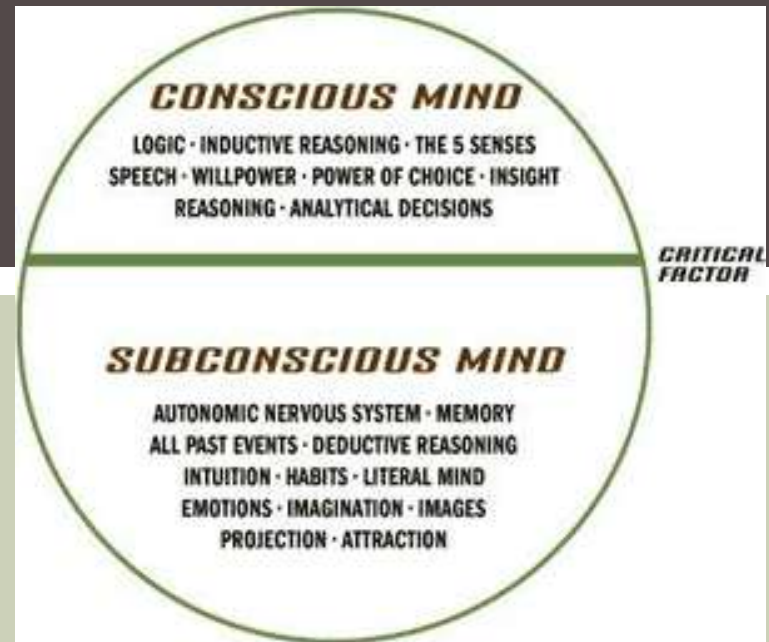 CONSCIOUS MIND
LOGIC · INDUCTIVE REASONING · THE 5 SENSES
SPEECH · WILLPOWER · POWER OF CHOICE · INSIGHT
REASONING · ANALYTICAL DECISIONS
CRITICAL
FACTOR
SUBCONSCIOUS MIND
AUTONOMIC NERVOUS SYSTEM · MEMORY
ALL PAST EVENTS · DEDUCTIVE REASONING
INTUITION · HABITS · LITERAL MIND
EMOTIONS · IMAGINATION · IMAGES
PROJECTION · ATTRACTION